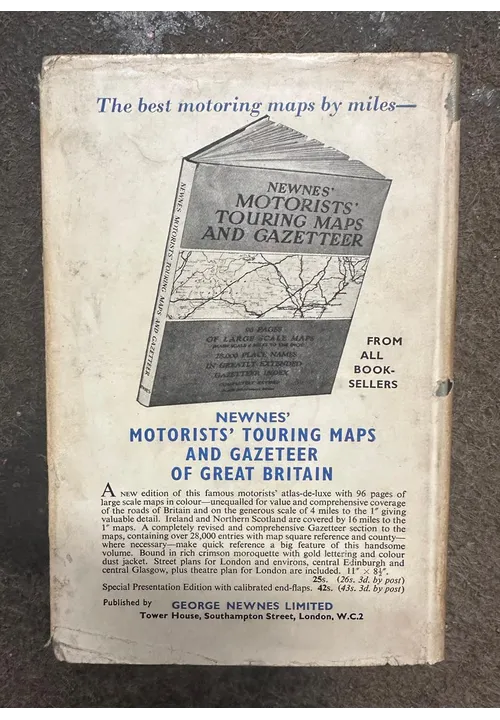 The best motoring maps by miles—
NEWNES'
MOTORISTS'
TOURING MAPS
AND GAZETTEER
NEWNES' MOTORISTS' TOURING MAPS AND GAZETTEER
96 PAGES
OF LARGE SCALE MAPS
GAZETTEER INDEX
FROM
ALL
BOOK-
SELLERS
NEWNES'
MOTORISTS' TOURING MAPS
AND GAZETEER
OF GREAT BRITAIN
A NEW edition of this famous motorists' atlas-de-luxe with 96 pages of
large scale maps in colour—unequalled for value and comprehensive coverage
of the roads of Britain and on the generous scale of 4 miles to the 1" giving
valuable detail. Ireland and Northern Scotland are covered by 16 miles to the
1" maps. A completely revised and comprehensive Gazetteer section to the
maps, containing over 28,000 entries with map square reference and county—
where necessary—make quick reference a big feature of this handsome
volume. Bound in rich crimson moroquette with gold lettering and colour
dust jacket. Street plans for London and environs, central Edinburgh and
central Glasgow, plus theatre plan for London are included. 11" × 8½".
25s. (26s. 3d. by post)
Special Presentation Edition with calibrated end-flaps. 42s. (43s. 3d. by post)
Published by GEORGE NEWNES LIMITED
Tower House, Southampton Street, London, W.C.2